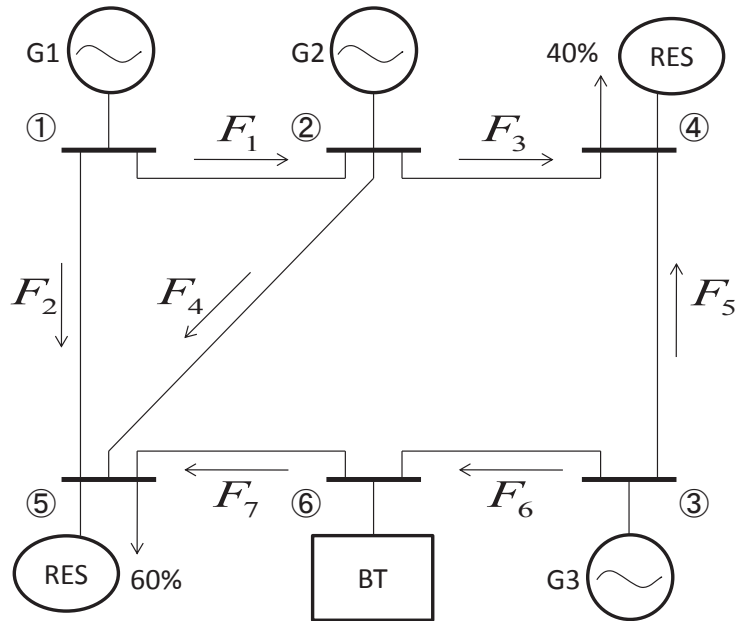 G1
G2
40%
RES
①
F₁
②
F₃
④
F₂
F₄
F₅
⑤
F₇
⑥
F₆
③
RES
60%
BT
G3